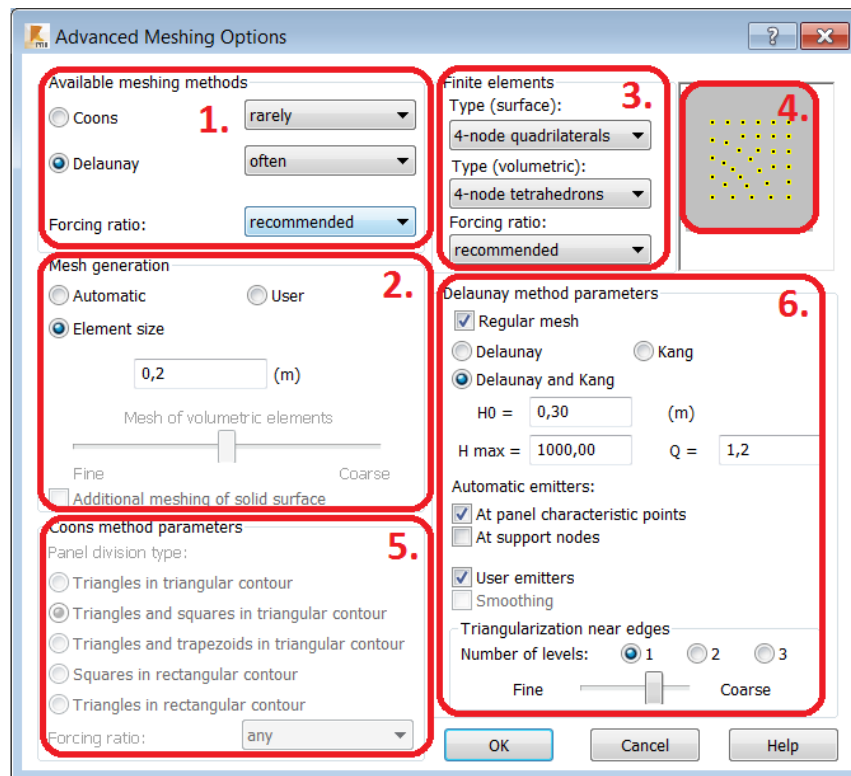 Advanced Meshing Options
Available meshing methods
1.
Coons
rarely
Delaunay
often
Forcing ratio:
recommended
Mesh generation
2.
Automatic
User
Element size
0,2
(m)
Mesh of volumetric elements
Fine
Coarse
Additional meshing of solid surface
Coons method parameters
5.
Panel division type:
Triangles in triangular contour
Triangles and squares in triangular contour
Triangles and trapezoids in triangular contour
Squares in rectangular contour
Triangles in rectangular contour
Forcing ratio:
any
Finite elements
3.
Type (surface):
4-node quadrilaterals
Type (volumetric):
4-node tetrahedrons
Forcing ratio:
recommended
4.
Delaunay method parameters
6.
Regular mesh
Delaunay
Kang
Delaunay and Kang
H0 =
0,30
(m)
H max =
1000,00
Q =
1,2
Automatic emitters:
At panel characteristic points
At support nodes
User emitters
Smoothing
Triangularization near edges
Number of levels:
1
2
3
Fine
Coarse
OK
Cancel
Help